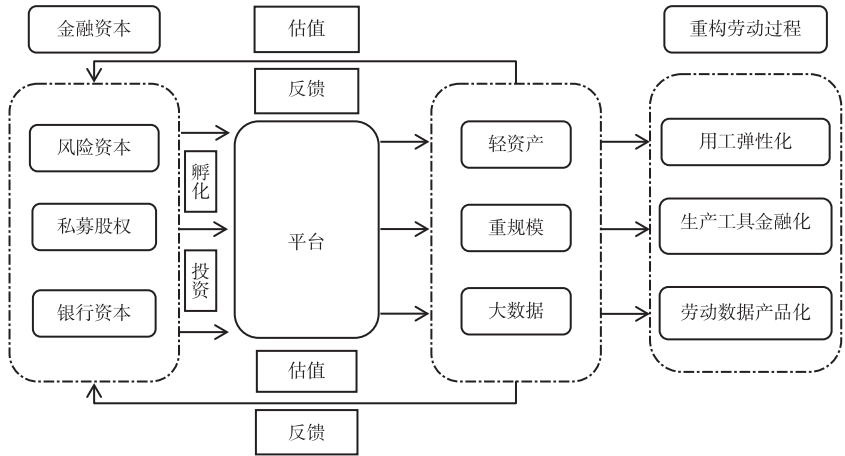 金融资本
估值
重构劳动过程
反馈
风险资本
私募股权
银行资本
孵化
投资
平台
轻资产
重规模
大数据
用工弹性化
生产工具金融化
劳动数据产品化
估值
反馈